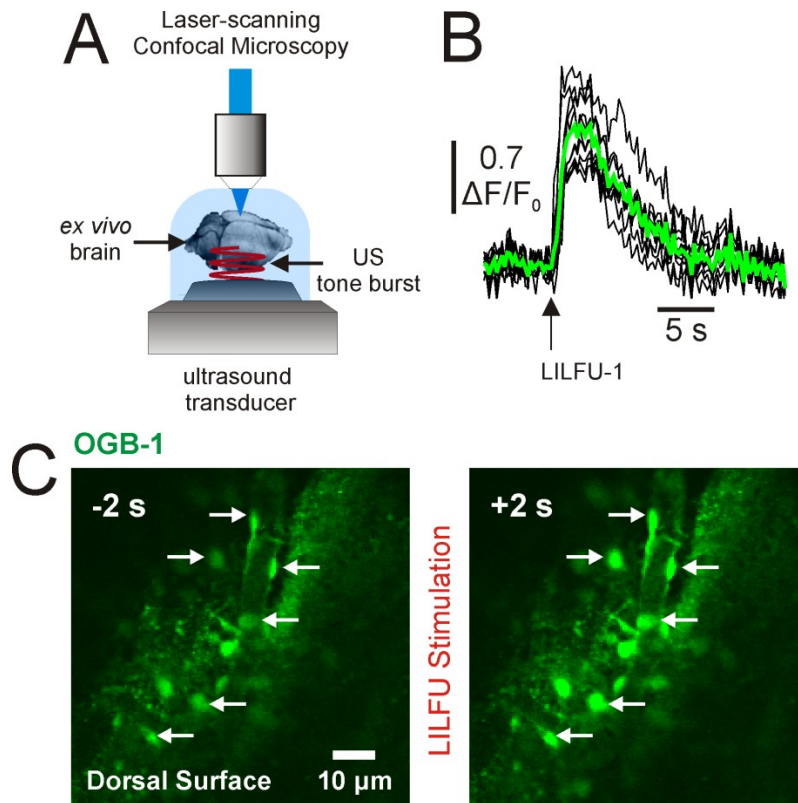 A
Laser-scanning
Confocal Microscopy
ex vivo
brain
US
tone burst
ultrasound
transducer
B
0.7
ΔF/F₀
5 s
LILFU-1
C
OGB-1
-2 s
Dorsal Surface
10 µm
LILFU Stimulation
+2 s